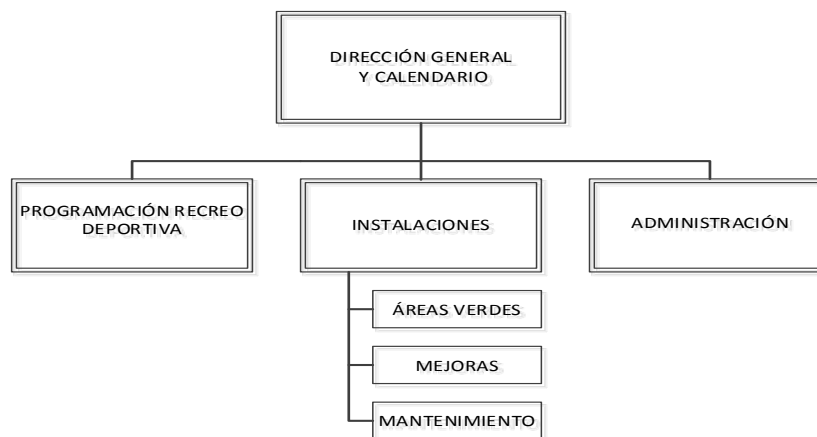 DIRECCIÓN GENERAL
Y CALENDARIO
PROGRAMACIÓN RECREO
DEPORTIVA
INSTALACIONES
ADMINISTRACIÓN
ÁREAS VERDES
MEJORAS
MANTENIMIENTO